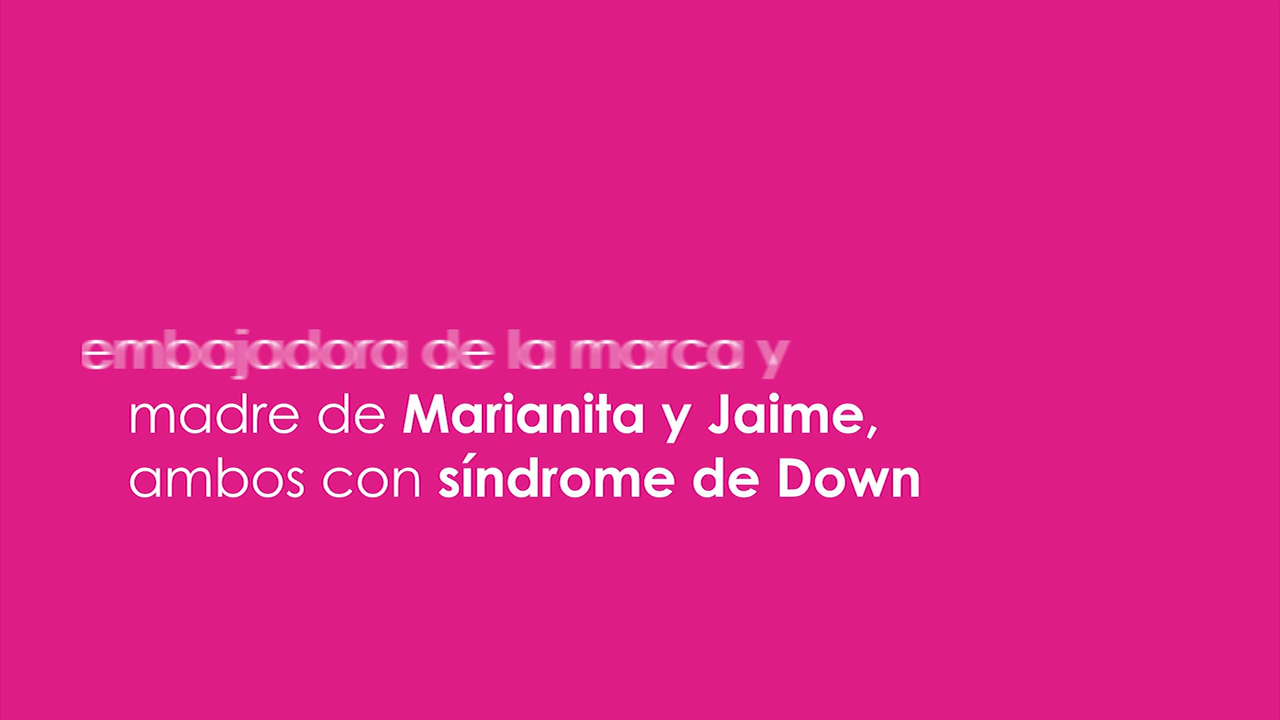 embajadora de la marca y
madre de Marianita y Jaime,
ambos con síndrome de Down